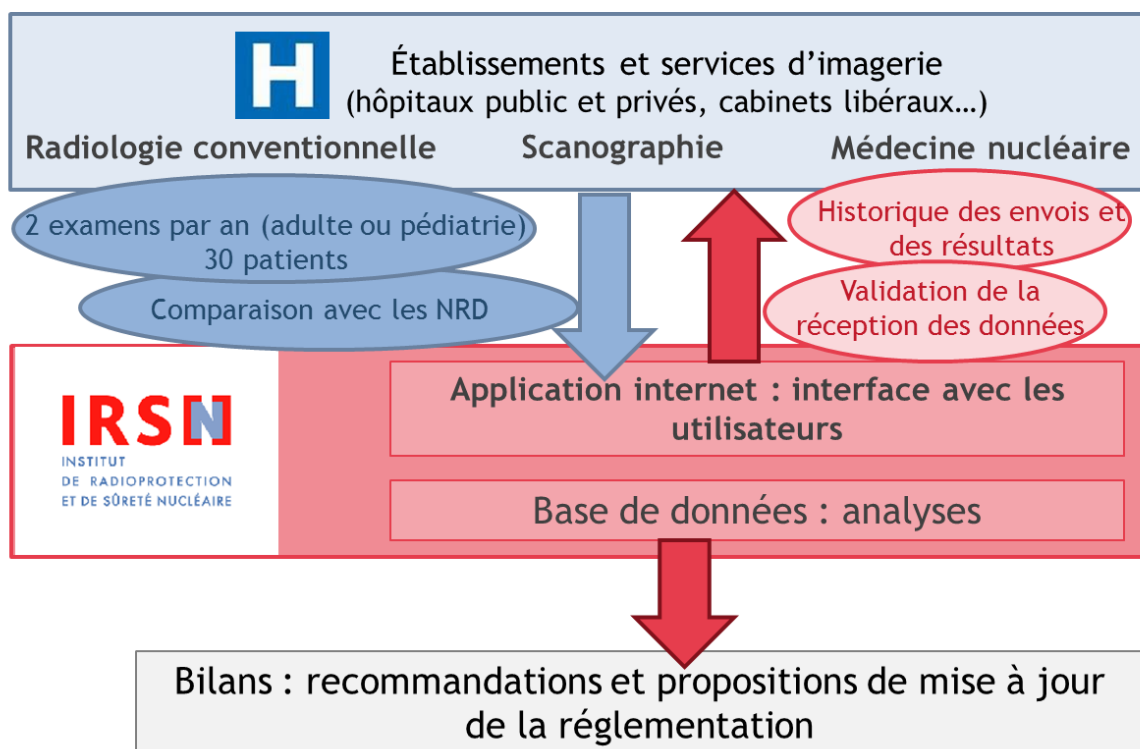 H
Établissements et services d’imagerie
(hôpitaux public et privés, cabinets libéraux…)
Radiologie conventionnelle
Scanographie
Médecine nucléaire
2 examens par an (adulte ou pédiatrie)
30 patients
Comparaison avec les NRD
Historique des envois et
des résultats
Validation de la
réception des données
IRSN
INSTITUT
DE RADIOPROTECTION
ET DE SÛRETÉ NUCLÉAIRE
Application internet : interface avec les
utilisateurs
Base de données : analyses
Bilans : recommandations et propositions de mise à jour
de la réglementation